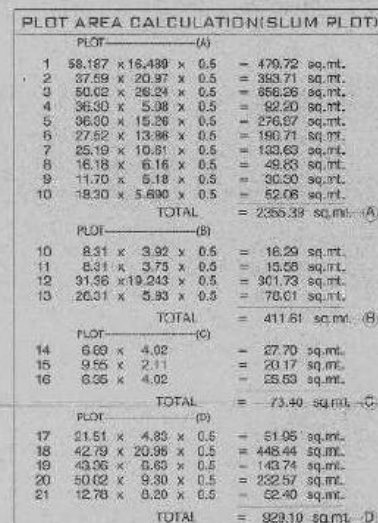 PLOT AREA CALCULATION(SLUM PLOT)
PLOT (A)
1 58.187 x 16.489 x 0.5 = 479.72 sq.mt.
2 37.59 x 20.97 x 0.5 = 393.71 sq.mt.
3 50.02 x 26.24 x 0.5 = 656.26 sq.mt.
4 36.30 x 5.08 x 0.5 = 92.20 sq.mt.
5 36.30 x 15.26 x 0.5 = 276.97 sq.mt.
6 27.52 x 13.86 x 0.5 = 190.71 sq.mt.
7 25.19 x 10.61 x 0.5 = 133.63 sq.mt.
8 16.18 x 6.16 x 0.5 = 49.83 sq.mt.
9 11.70 x 5.18 x 0.5 = 30.30 sq.mt.
10 18.30 x 5.690 x 0.5 = 52.06 sq.mt.
TOTAL = 2355.39 sq.mt. (A)
PLOT (B)
10 8.31 x 3.92 x 0.5 = 16.29 sq.mt.
11 8.31 x 3.75 x 0.5 = 15.58 sq.mt.
12 31.36 x 19.243 x 0.5 = 301.73 sq.mt.
13 26.31 x 5.93 x 0.5 = 78.01 sq.mt.
TOTAL = 411.61 sq.mt. (B)
PLOT (C)
14 6.89 x 4.02 = 27.70 sq.mt.
15 9.55 x 2.11 = 20.17 sq.mt.
16 6.35 x 4.02 = 25.53 sq.mt.
TOTAL = 73.40 sq.mt. C
PLOT (D)
17 21.51 x 4.83 x 0.5 = 51.95 sq.mt.
18 42.79 x 20.96 x 0.5 = 448.44 sq.mt.
19 43.36 x 6.63 x 0.5 = 143.74 sq.mt.
20 50.02 x 9.30 x 0.5 = 232.57 sq.mt.
21 12.78 x 8.20 x 0.5 = 52.40 sq.mt.
TOTAL = 929.10 sq.mt. D